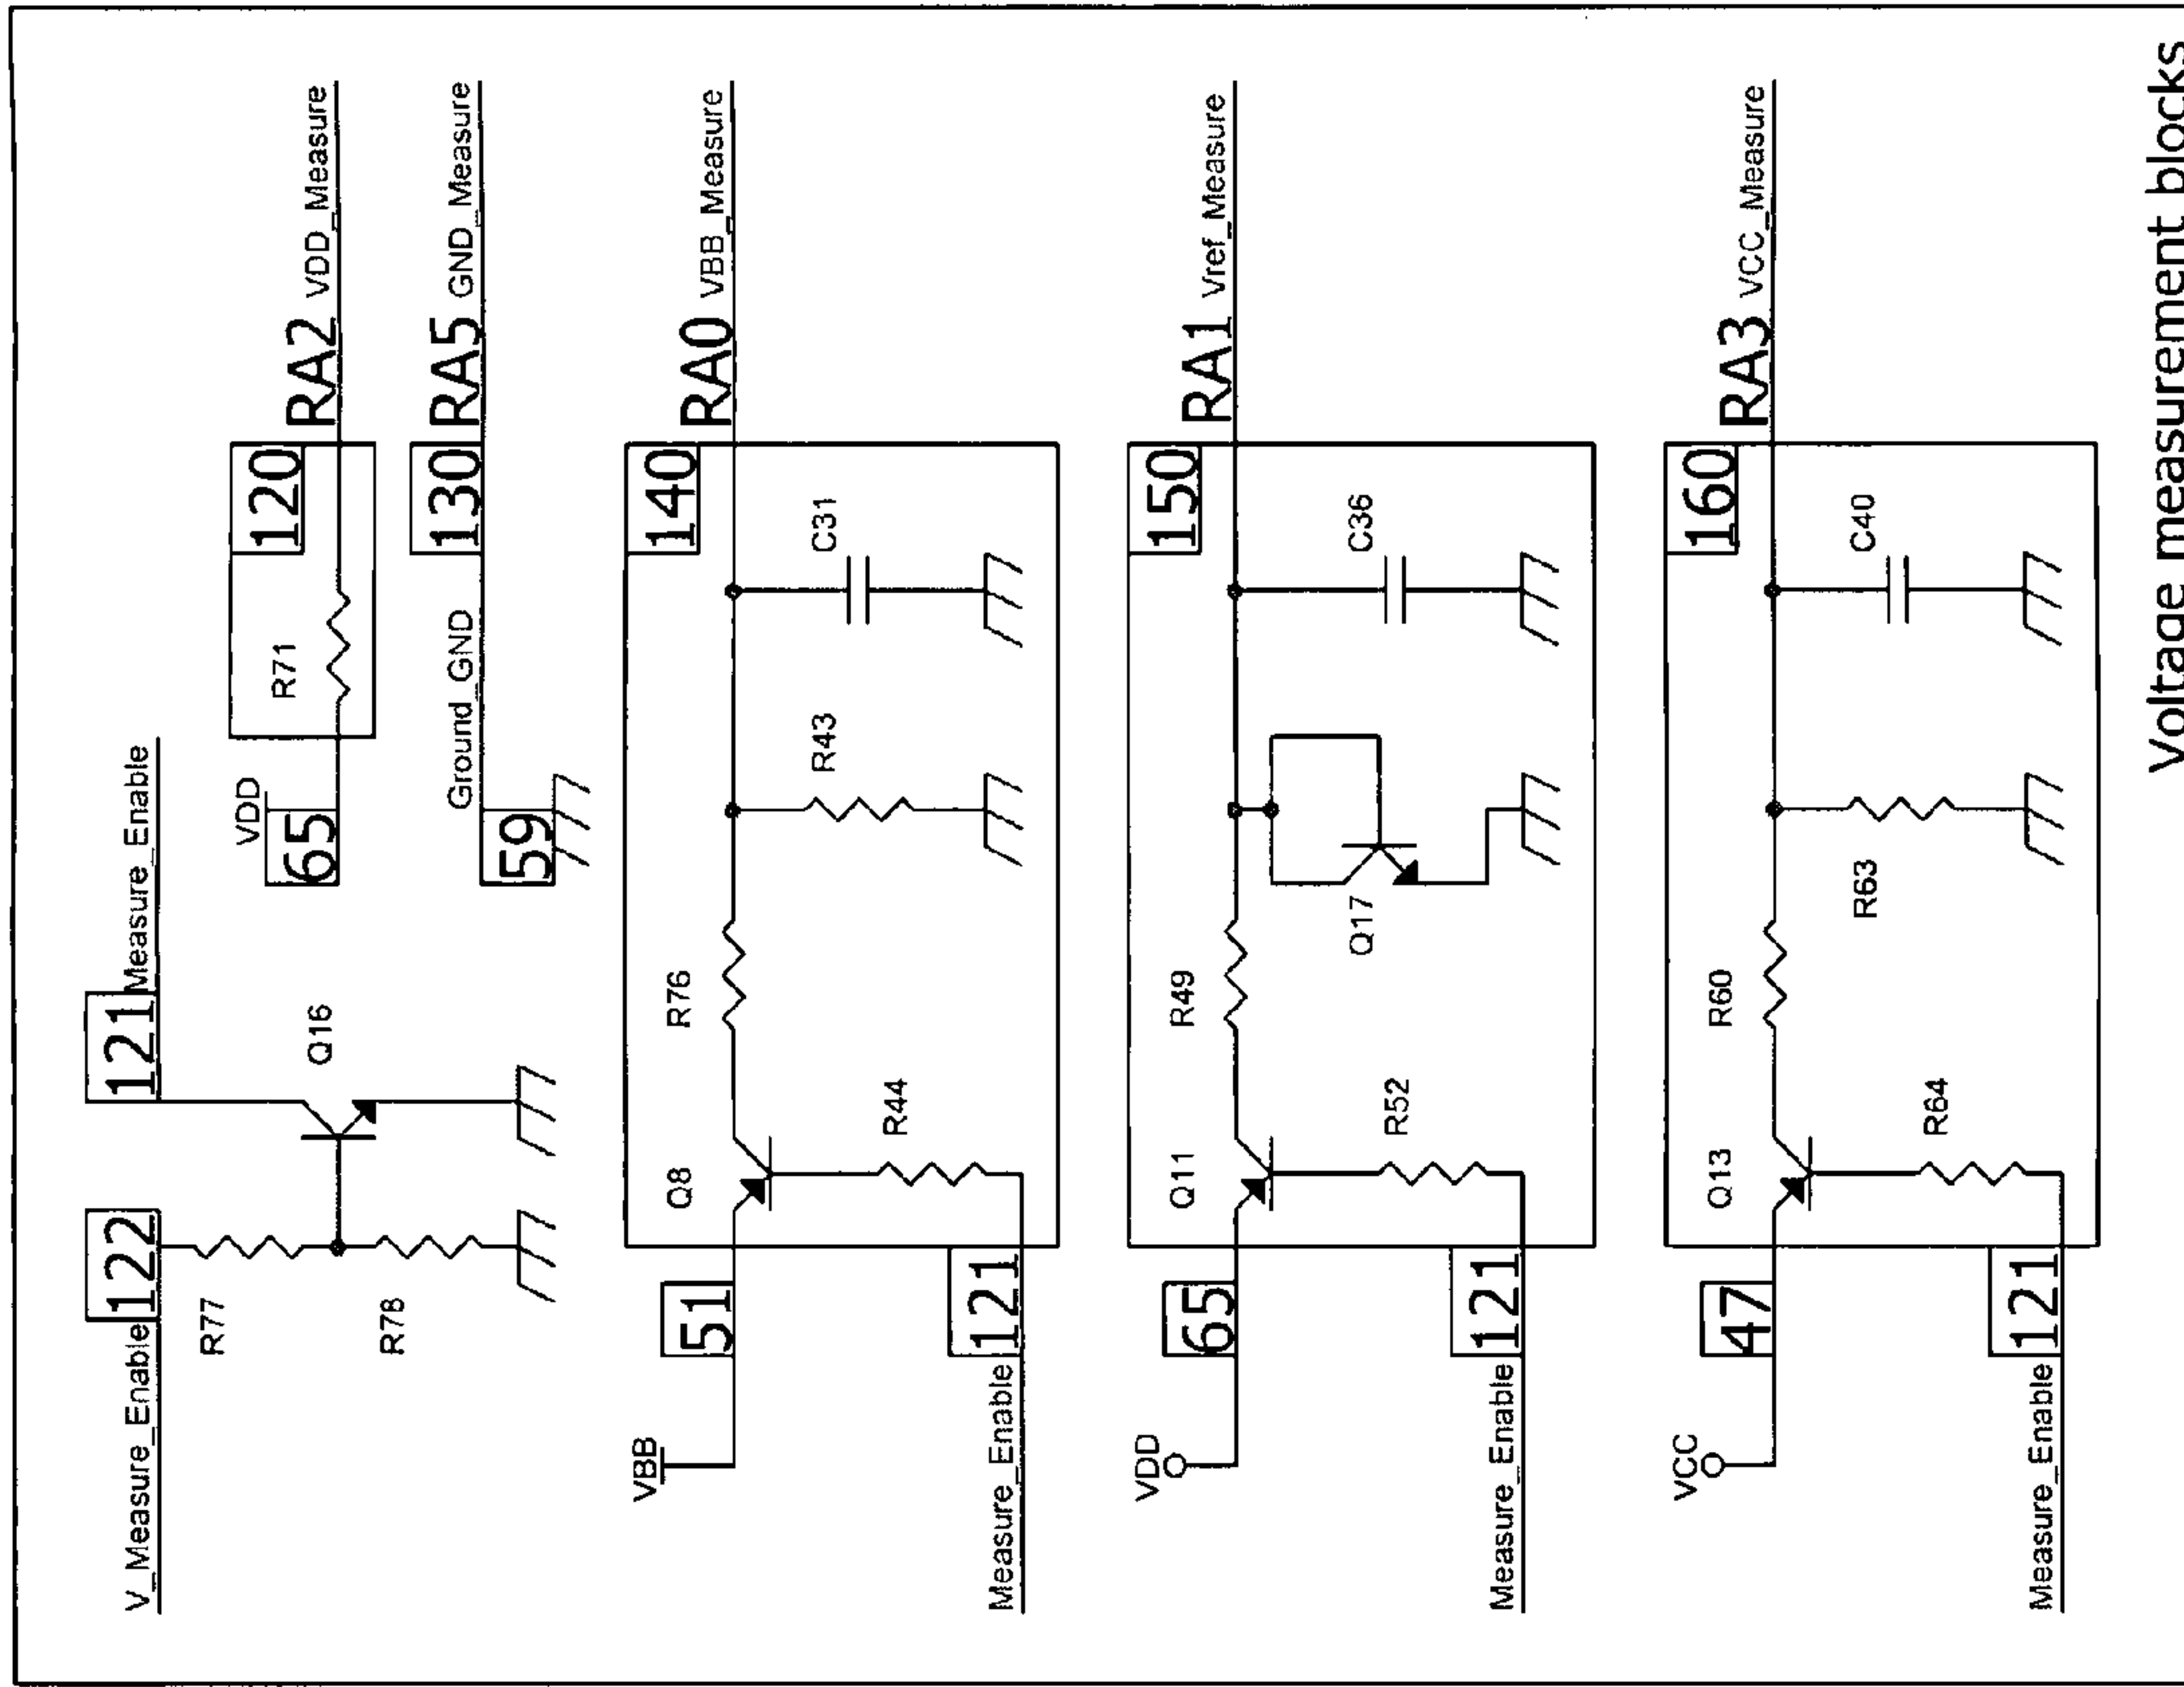 V_Measure_Enable
122
R77
R78
121
Measure_Enable
Q16
VDD
65
R71
120
RA2
VDD_Measure
Ground_GND
59
130
RA5
GND_Measure
VBB
51
Measure_Enable
121
Q8
R44
R76
R43
C31
140
RA0
VBB_Measure
VDD
65
Measure_Enable
121
Q11
R52
R49
Q17
C36
150
RA1
Vref_Measure
VCC
47
Measure_Enable
121
Q13
R64
R60
R63
C40
160
RA3
VCC_Measure
Voltage measurement blocks